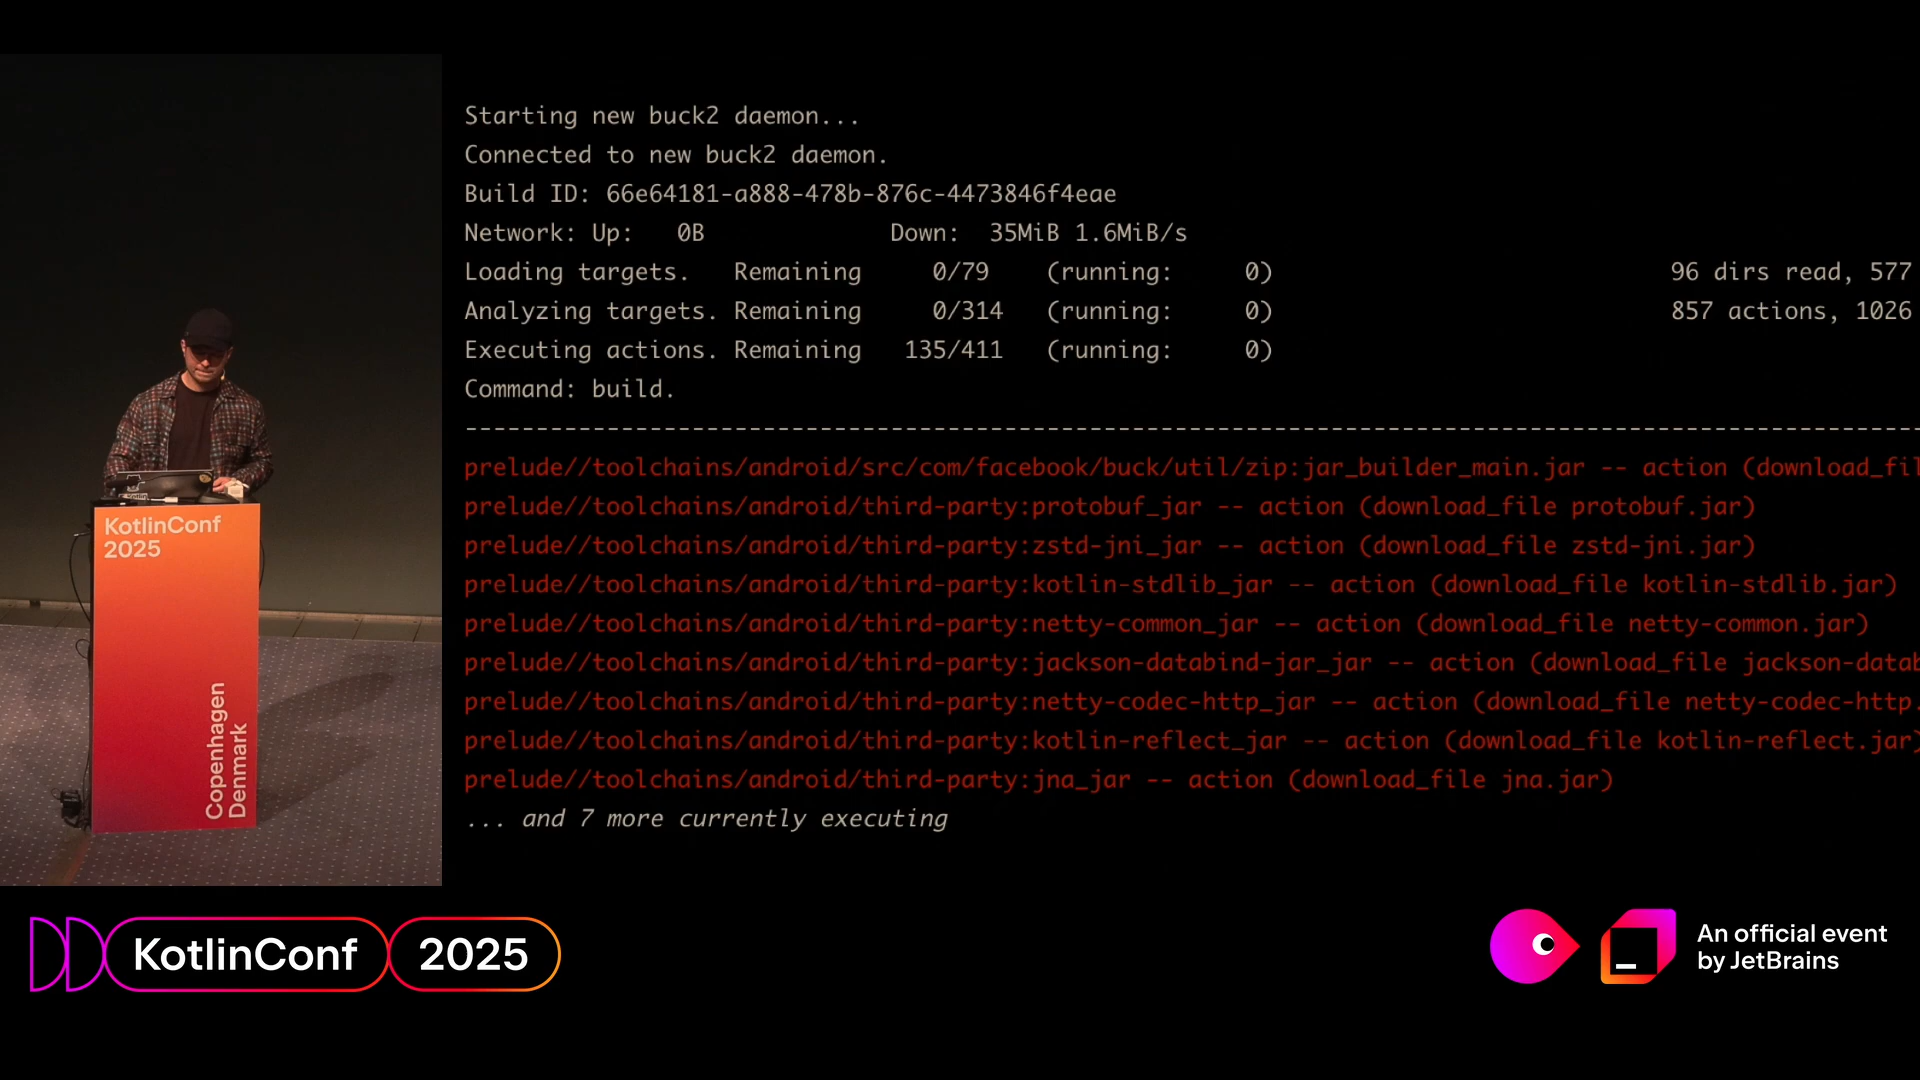 Starting new buck2 daemon...
Connected to new buck2 daemon.
Build ID: 66e64181-a888-478b-876c-4473846f4eae
Network: Up: 0B Down: 35MiB 1.6MiB/s
Loading targets. Remaining 0/79 (running: 0) 96 dirs read, 577
Analyzing targets. Remaining 0/314 (running: 0) 857 actions, 1026
Executing actions. Remaining 135/411 (running: 0)
Command: build.
--------------------------------------------------------------------------------
prelude//toolchains/android/src/com/facebook/buck/util/zip:jar_builder_main.jar -- action (download_fil
prelude//toolchains/android/third-party:protobuf_jar -- action (download_file protobuf.jar)
prelude//toolchains/android/third-party:zstd-jni_jar -- action (download_file zstd-jni.jar)
prelude//toolchains/android/third-party:kotlin-stdlib_jar -- action (download_file kotlin-stdlib.jar)
prelude//toolchains/android/third-party:netty-common_jar -- action (download_file netty-common.jar)
prelude//toolchains/android/third-party:jackson-databind-jar_jar -- action (download_file jackson-datab
prelude//toolchains/android/third-party:netty-codec-http_jar -- action (download_file netty-codec-http.
prelude//toolchains/android/third-party:kotlin-reflect_jar -- action (download_file kotlin-reflect.jar)
prelude//toolchains/android/third-party:jna_jar -- action (download_file jna.jar)
... and 7 more currently executing
KotlinConf
2025
Copenhagen
Denmark
KotlinConf 2025
An official event
by JetBrains